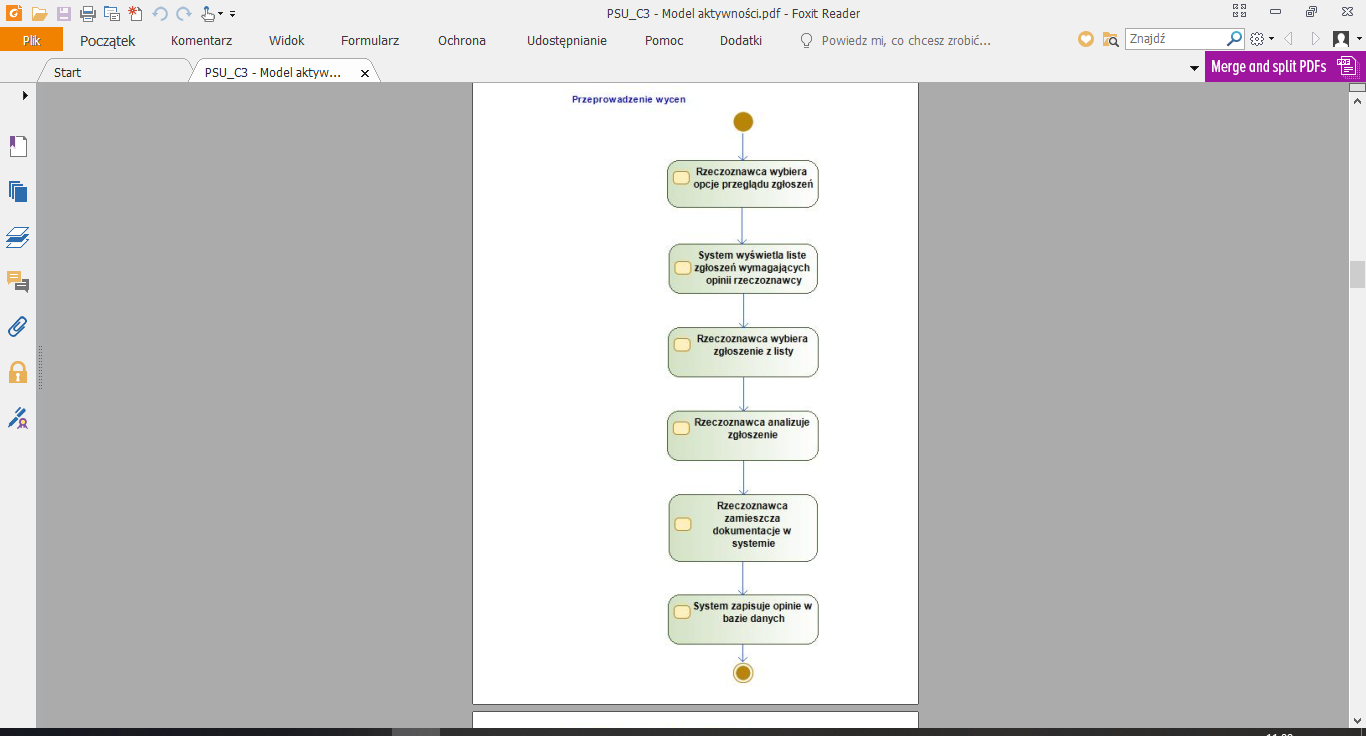 PSU_C3 - Model aktywności.pdf - Foxit Reader
Plik
Początek
Komentarz
Widok
Formularz
Ochrona
Udostępnianie
Pomoc
Dodatki
Powiedz mi, co chcesz zrobić...
Znajdź
Start
PSU_C3 - Model aktyw...
Merge and split PDFs
Przeprowadzenie wycen
Rzeczoznawca wybiera
opcje przeglądu zgłoszeń
System wyświetla liste
zgłoszeń wymagających
opinii rzeczoznawcy
Rzeczoznawca wybiera
zgłoszenie z listy
Rzeczoznawca analizuje
zgłoszenie
Rzeczoznawca
zamieszcza
dokumentacje w
systemie
System zapisuje opinie w
bazie danych